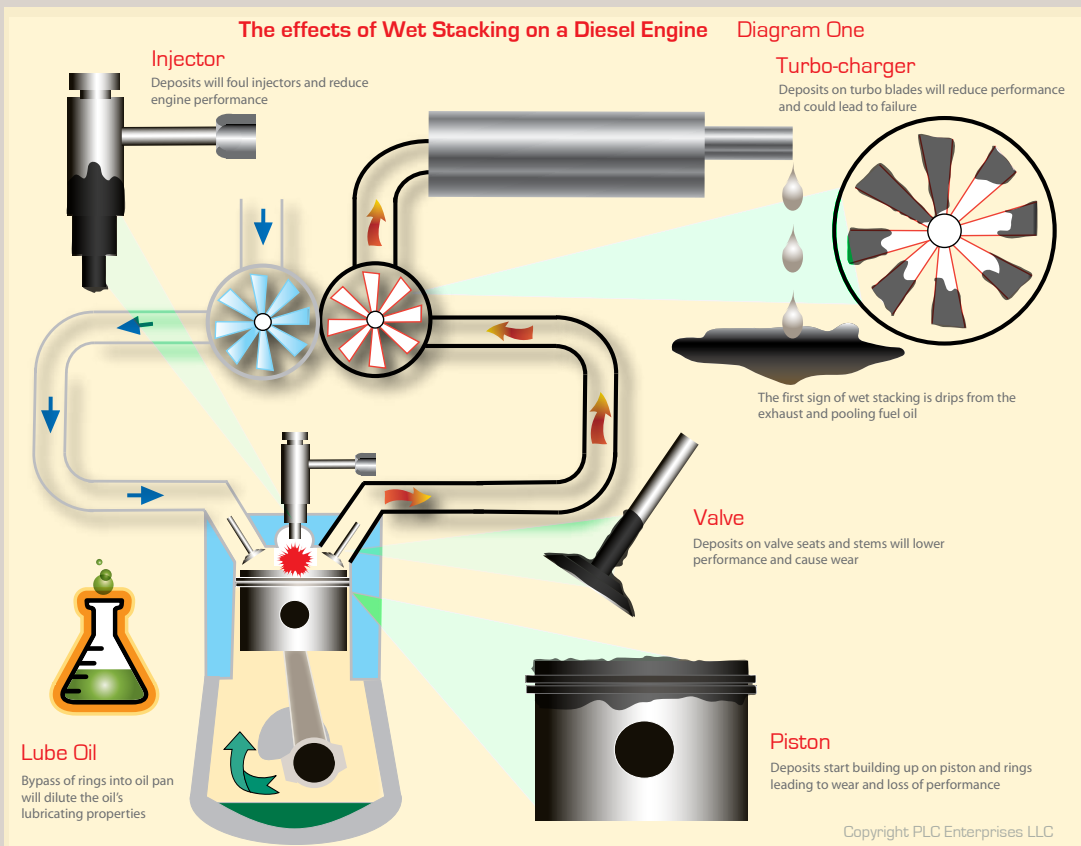 The effects of Wet Stacking on a Diesel Engine Diagram One
Injector
Deposits will foul injectors and reduce
engine performance
Turbo-charger
Deposits on turbo blades will reduce performance
and could lead to failure
The first sign of wet stacking is drips from the
exhaust and pooling fuel oil
Valve
Deposits on valve seats and stems will lower
performance and cause wear
Lube Oil
Bypass of rings into oil pan
will dilute the oil's
lubricating properties
Piston
Deposits start building up on piston and rings
leading to wear and loss of performance
Copyright PLC Enterprises LLC